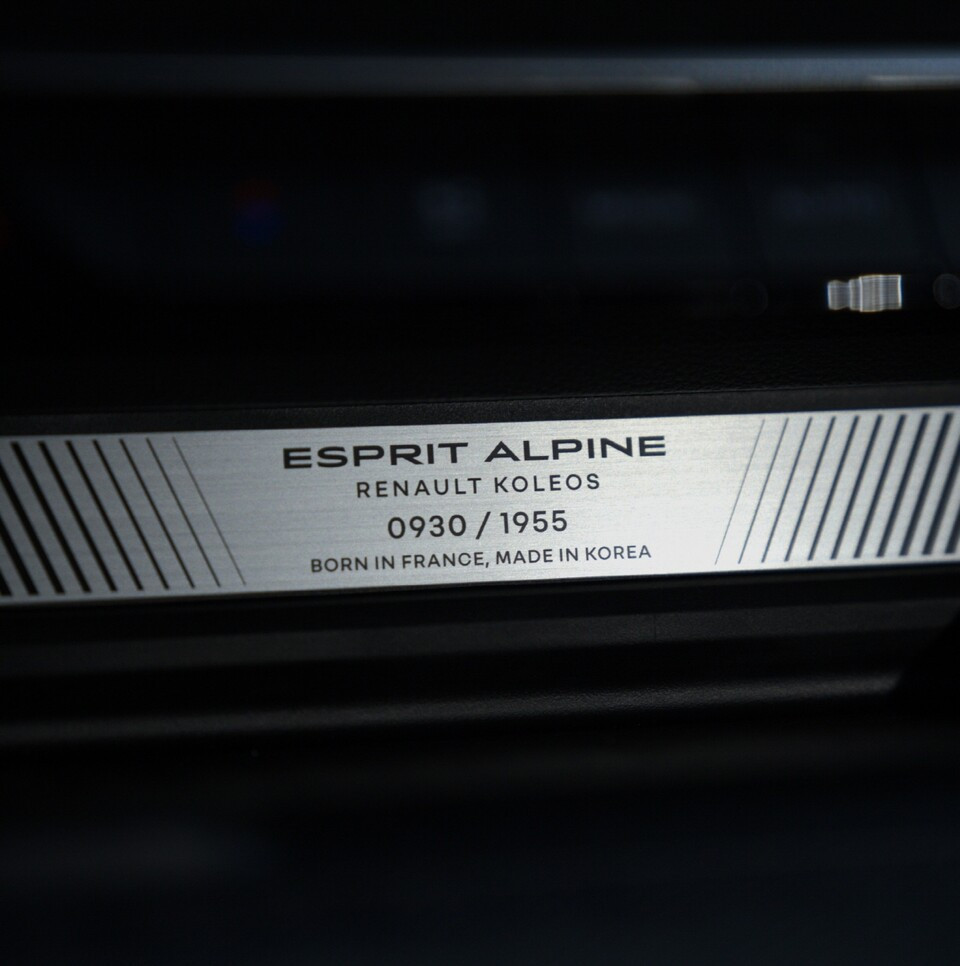 ESPRIT ALPINE
RENAULT KOLEOS
0930 / 1955
BORN IN FRANCE, MADE IN KOREA